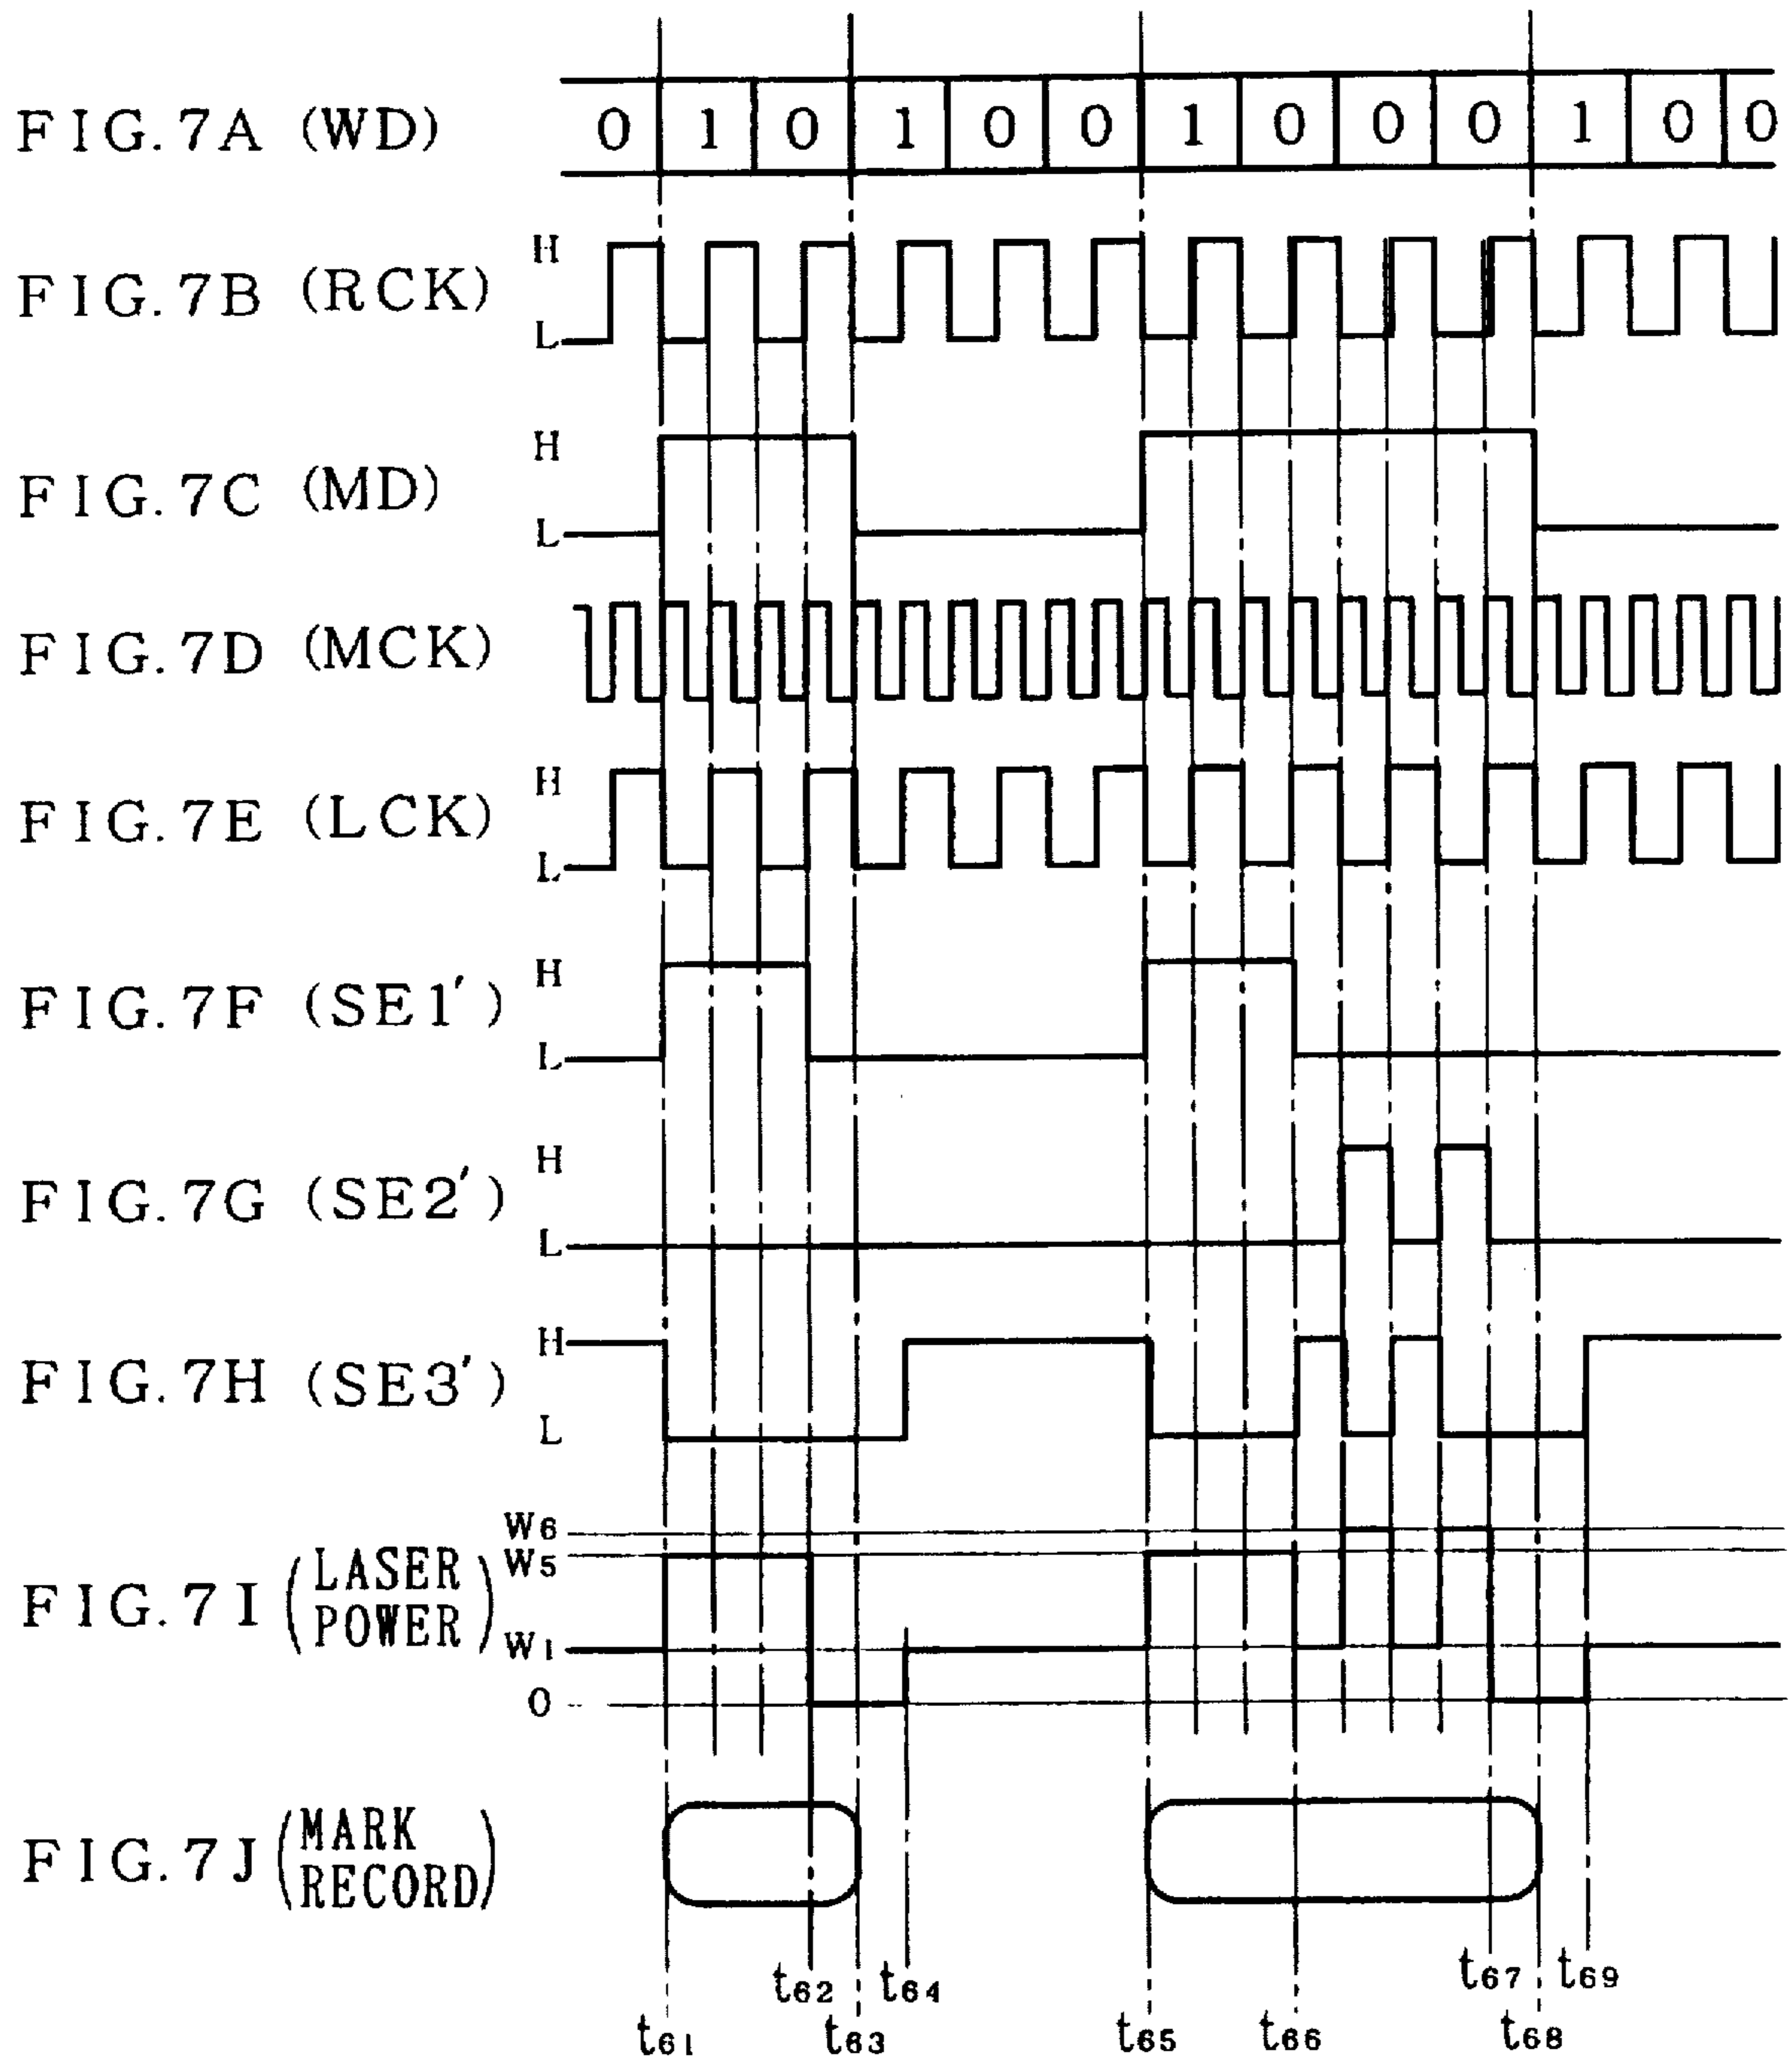 FIG. 7A (WD) 0 1 0 1 0 0 1 0 0 0 1 0 0
H
FIG. 7B (RCK)
L
H
FIG. 7C (MD)
L
FIG. 7D (MCK)
H
FIG. 7E (LCK)
L
H
FIG. 7F (SE1')
L
H
FIG. 7G (SE2')
L
H
FIG. 7H (SE3')
L
W6
W5
FIG. 7I (LASER POWER)
W1
0
FIG. 7J (MARK RECORD)
t62 t64 t67 t69
t61 t63 t65 t66 t68